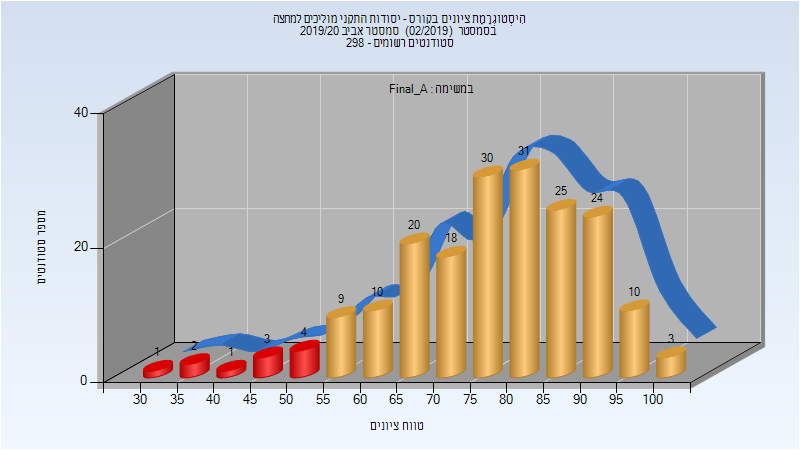 היסטוגרמת ציונים בקורס - יסודות התקני מוליכים למחצה
בסמסטר (02/2019) סמסטר אביב 2019/20
סטודנטים רשומים - 298
במשימה : Final_A
40
20
0
מספר סטודנטים
1
2
1
3
4
9
10
20
18
30
31
25
24
10
3
30 35 40 45 50 55 60 65 70 75 80 85 90 95 100
טווח ציונים